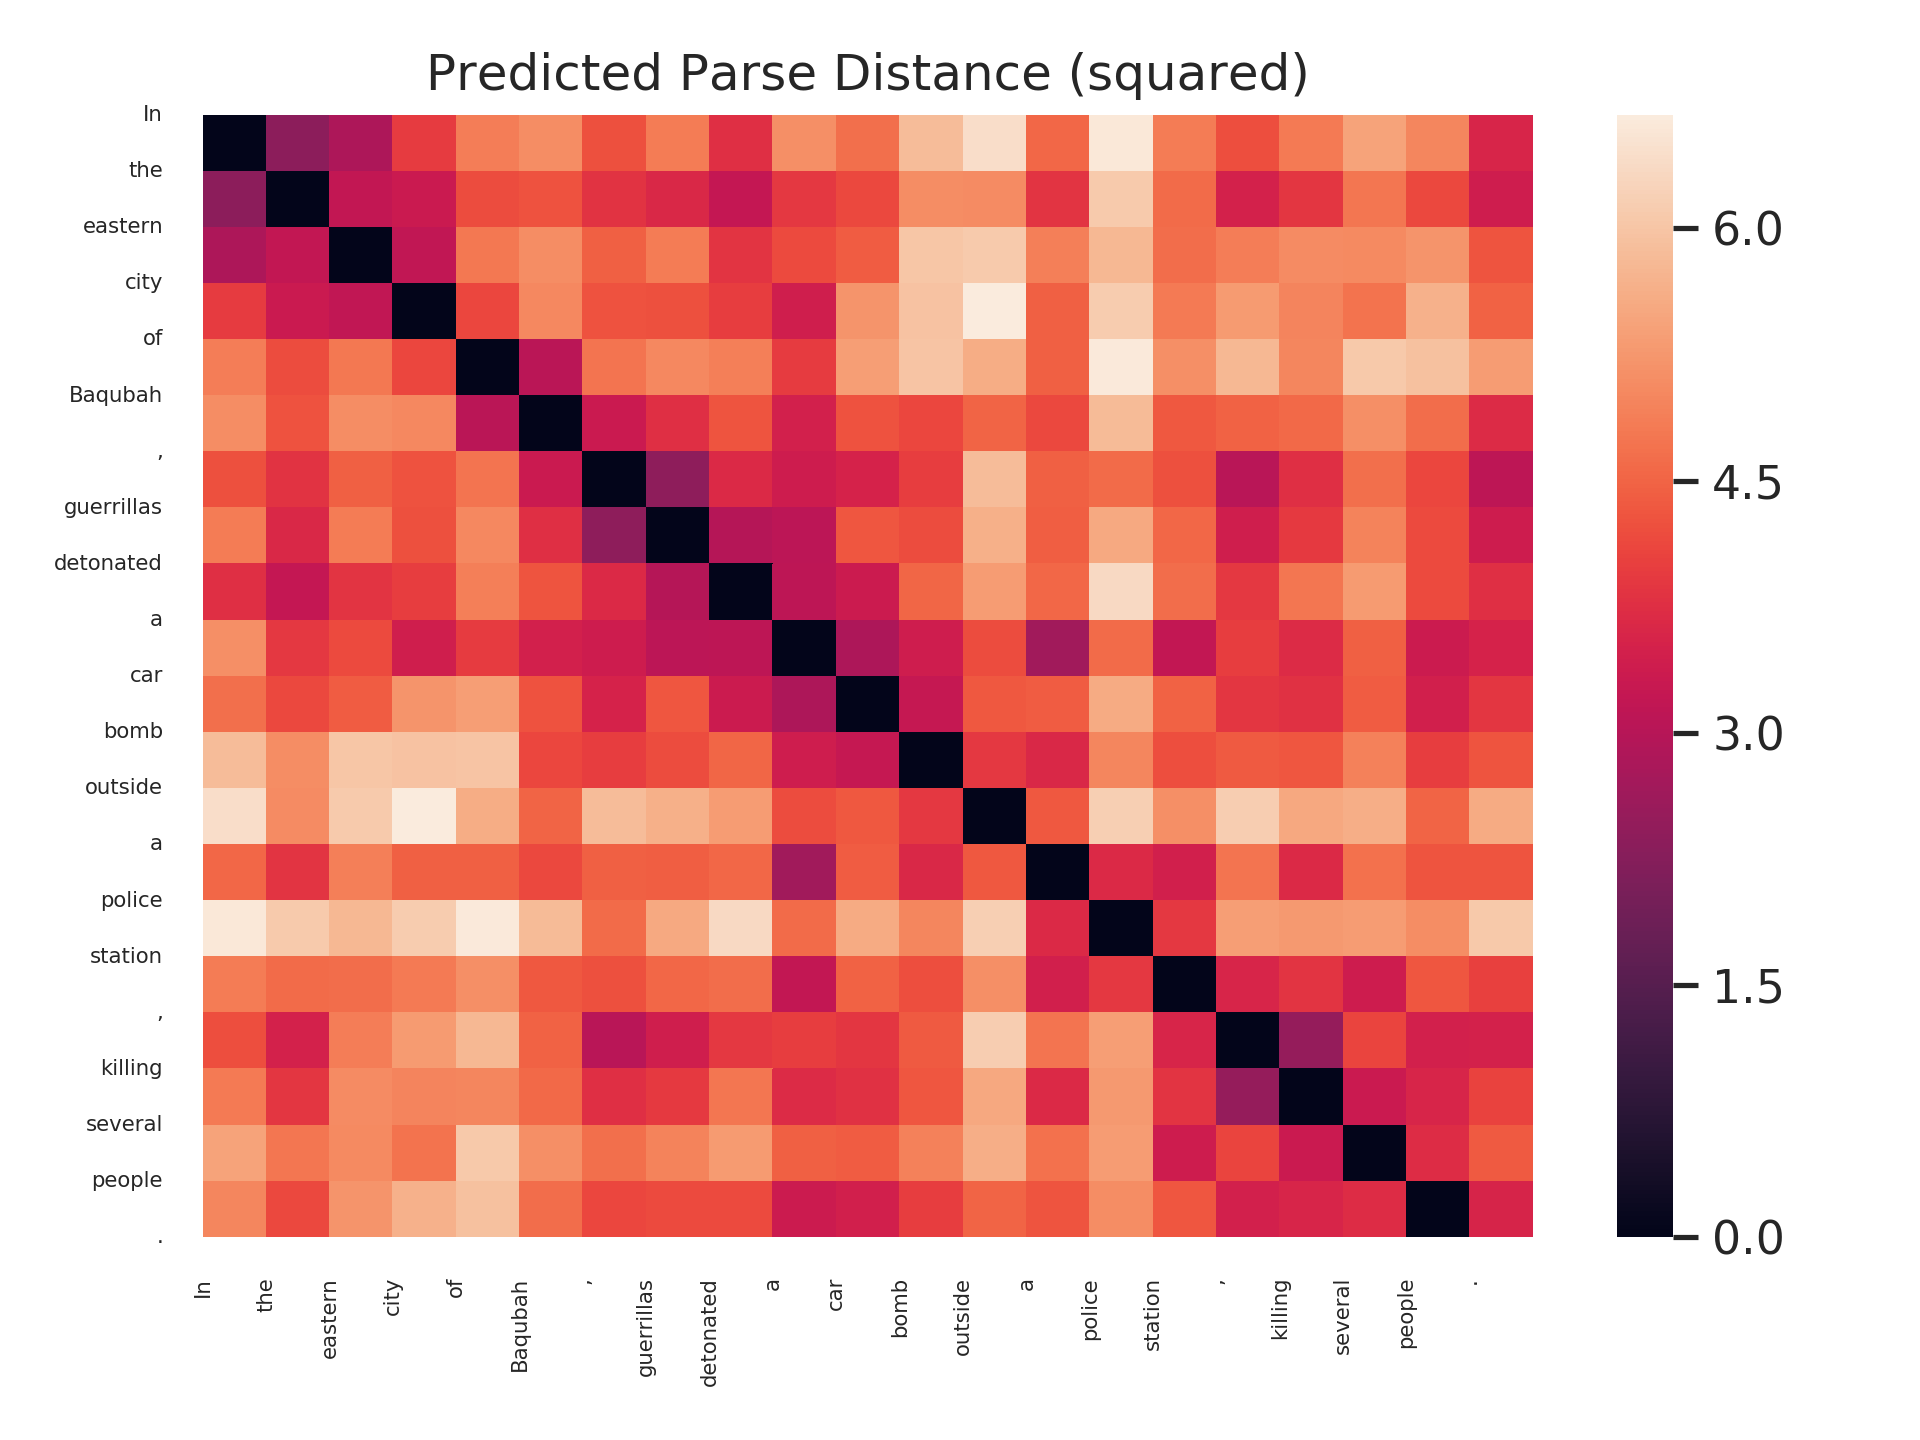 Predicted Parse Distance (squared)
In
the
eastern
city
of
Baqubah
,
guerrillas
detonated
a
car
bomb
outside
a
police
station
,
killing
several
people
.
6.0
4.5
3.0
1.5
0.0
In
the
eastern
city
of
Baqubah
,
guerrillas
detonated
a
car
bomb
outside
a
police
station
,
killing
several
people
.